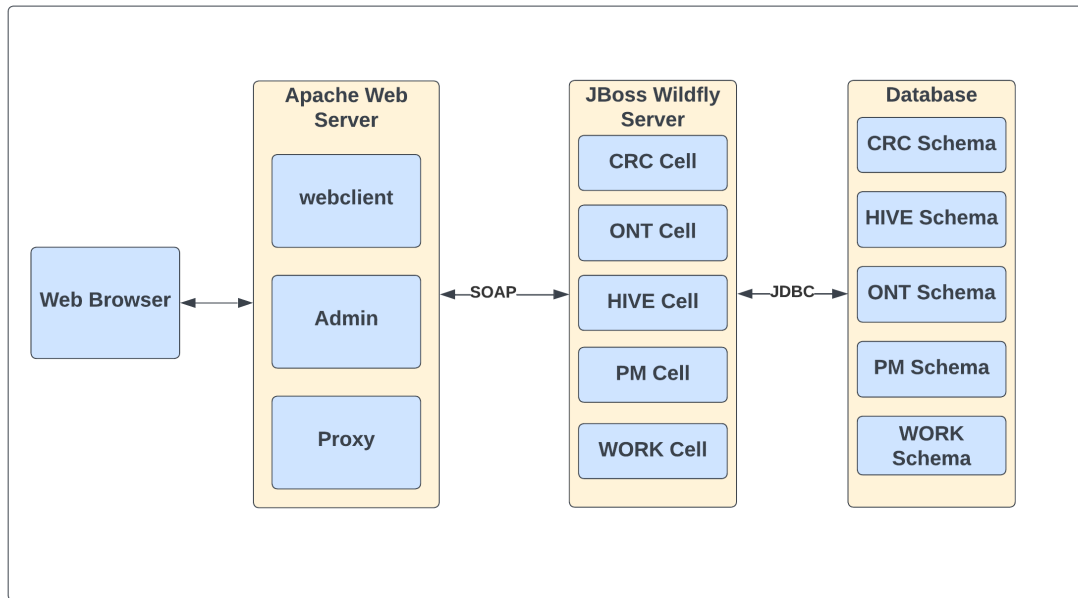 Web Browser
Apache Web
Server
webclient
Admin
Proxy
SOAP
JBoss Wildfly
Server
CRC Cell
ONT Cell
HIVE Cell
PM Cell
WORK Cell
JDBC
Database
CRC Schema
HIVE Schema
ONT Schema
PM Schema
WORK
Schema